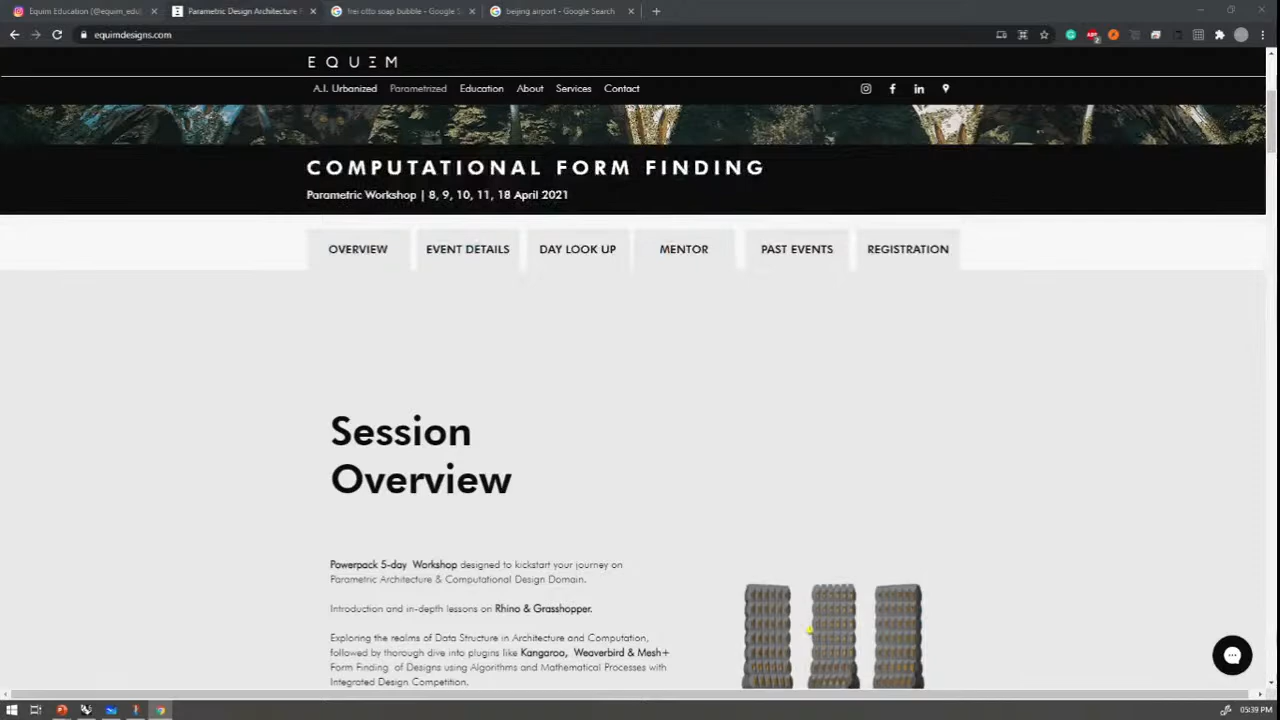 Equim Education (@equim_edu
Parametric Design Architecture
frei otto soap bubble - Google S
beijing airport - Google Search
equimdesigns.com
EQUEM
A.I. Urbanized Parametrized Education About Services Contact
COMPUTATIONAL FORM FINDING
Parametric Workshop | 8, 9, 10, 11, 18 April 2021
OVERVIEW EVENT DETAILS DAY LOOK UP MENTOR PAST EVENTS REGISTRATION
Session
Overview
Powerpack 5-day Workshop designed to kickstart your journey on
Parametric Architecture & Computational Design Domain.
Introduction and in-depth lessons on Rhino & Grasshopper.
Exploring the realms of Data Structure in Architecture and Computation,
followed by thorough dive into plugins like Kangaroo, Weaverbird & Mesh+
Form Finding of Designs using Algorithms and Mathematical Processes with
Integrated Design Competition.
05:39 PM